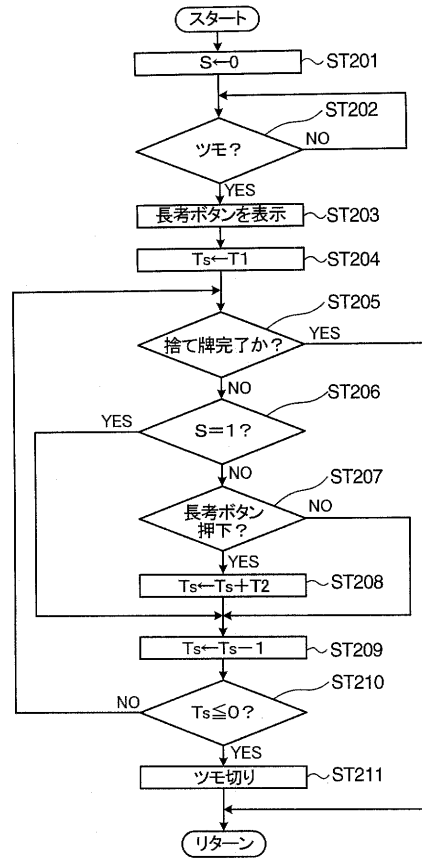 スタート
S←0
ST201
ST202
ツモ?
NO
YES
長考ボタンを表示
ST203
Ts←T1
ST204
ST205
捨て牌完了か?
YES
NO
ST206
YES
S=1?
NO
ST207
長考ボタン
押下?
NO
YES
Ts←Ts+T2
ST208
Ts←Ts−1
ST209
ST210
NO
Ts≦0?
YES
ツモ切り
ST211
リターン